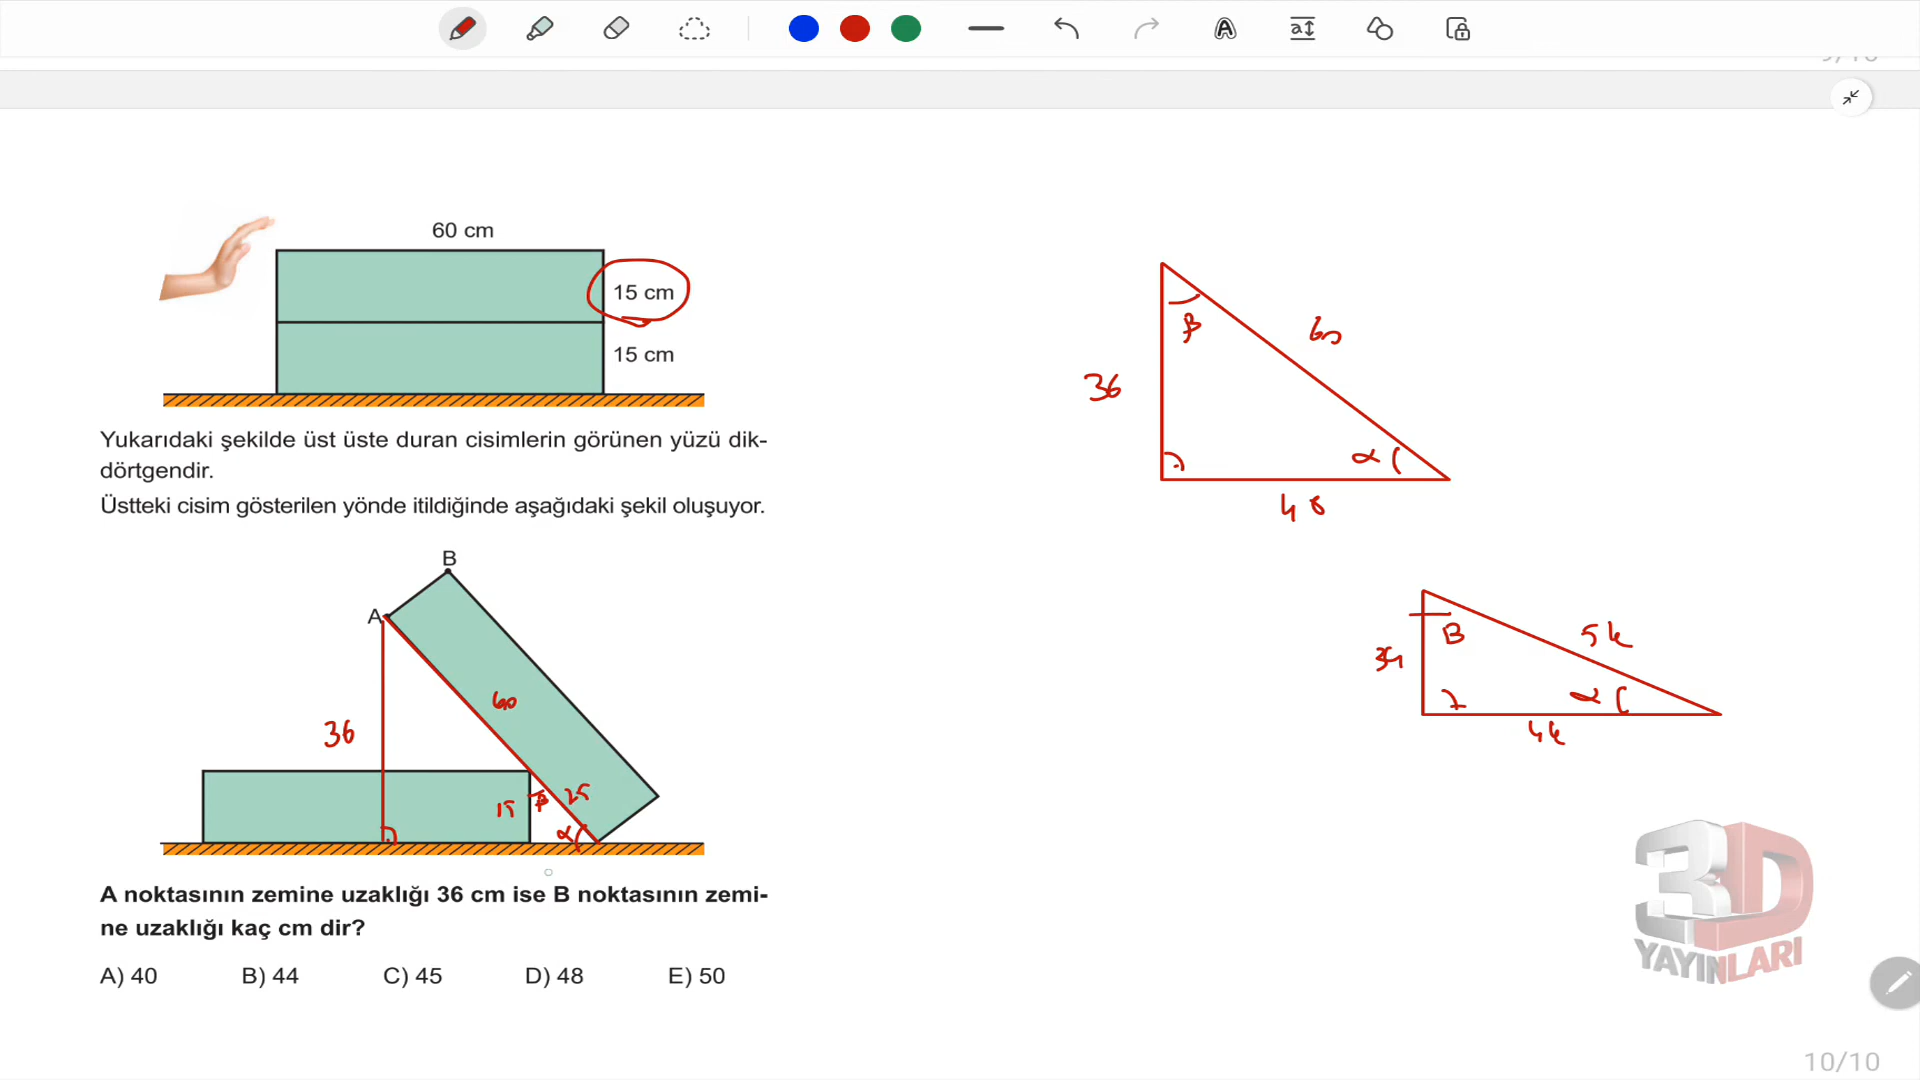 9/10
60 cm
15 cm
15 cm
Yukarıdaki şekilde üst üste duran cisimlerin görünen yüzü dik-
dörtgendir.
Üstteki cisim gösterilen yönde itildiğinde aşağıdaki şekil oluşuyor.
B
A
60
36
15 β 25
α
A noktasının zemine uzaklığı 36 cm ise B noktasının zemi-
ne uzaklığı kaç cm dir?
A) 40 B) 44 C) 45 D) 48 E) 50
β
60
36
α
48
B
5k
α
4k
3D
YAYINLARI
10/10